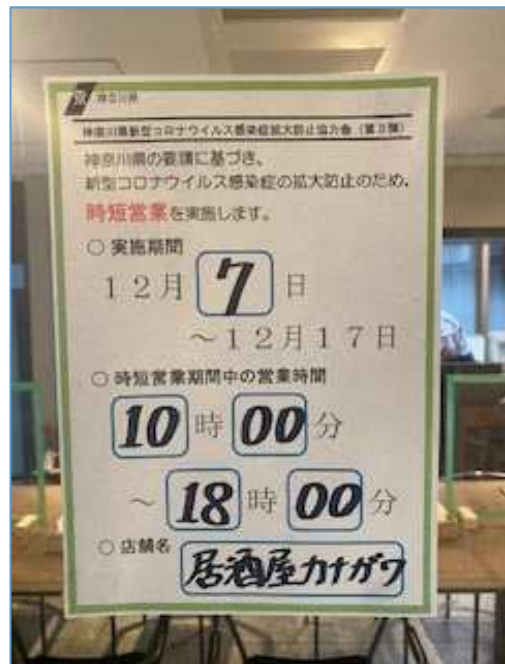 神奈川県
神奈川県新型コロナウイルス感染症拡大防止協力金(第3弾)
神奈川県の要請に基づき、
新型コロナウイルス感染症の拡大防止のため、
時短営業を実施します。
○ 実施期間
12月 7 日
～12月17日
○ 時短営業期間中の営業時間
10 時 00 分
～ 18 時 00 分
○ 店舗名 居酒屋カナガワ